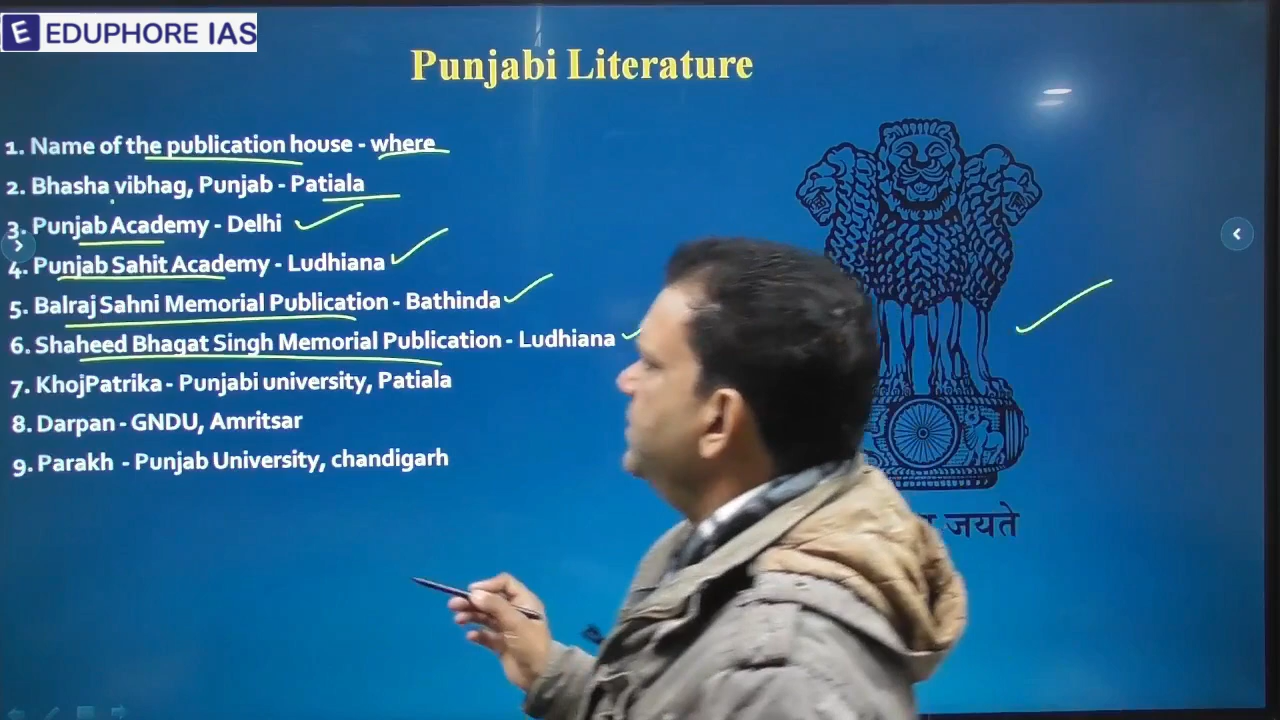 EDUPHORE IAS
Punjabi Literature
1. Name of the publication house - where
2. Bhasha vibhag, Punjab - Patiala
3. Punjab Academy - Delhi
4. Punjab Sahit Academy - Ludhiana
5. Balraj Sahni Memorial Publication - Bathinda
6. Shaheed Bhagat Singh Memorial Publication - Ludhiana
7. KhojPatrika - Punjabi university, Patiala
8. Darpan - GNDU, Amritsar
9. Parakh - Punjab University, chandigarh
जयते